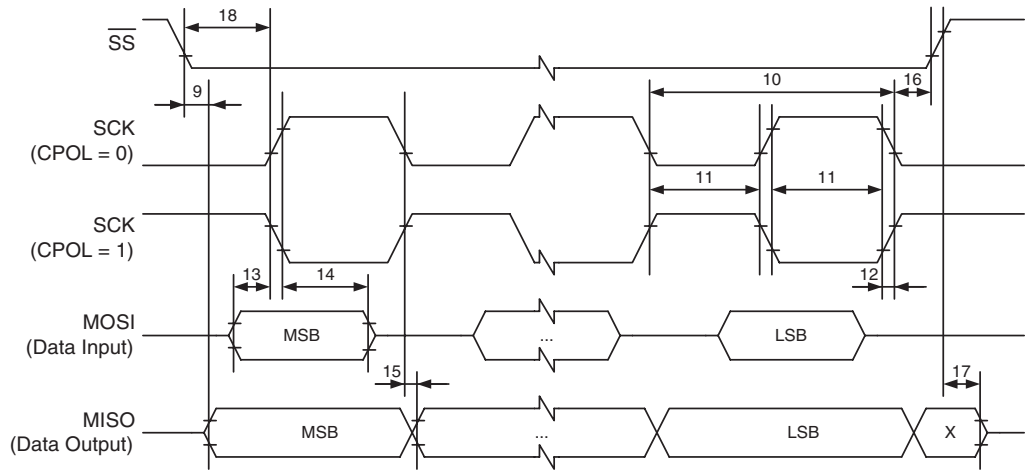 18
SS
10
9
16
SCK
(CPOL = 0)
11
11
SCK
(CPOL = 1)
13
14
12
MOSI
(Data Input)
MSB
...
LSB
15
17
MISO
(Data Output)
MSB
...
LSB
X